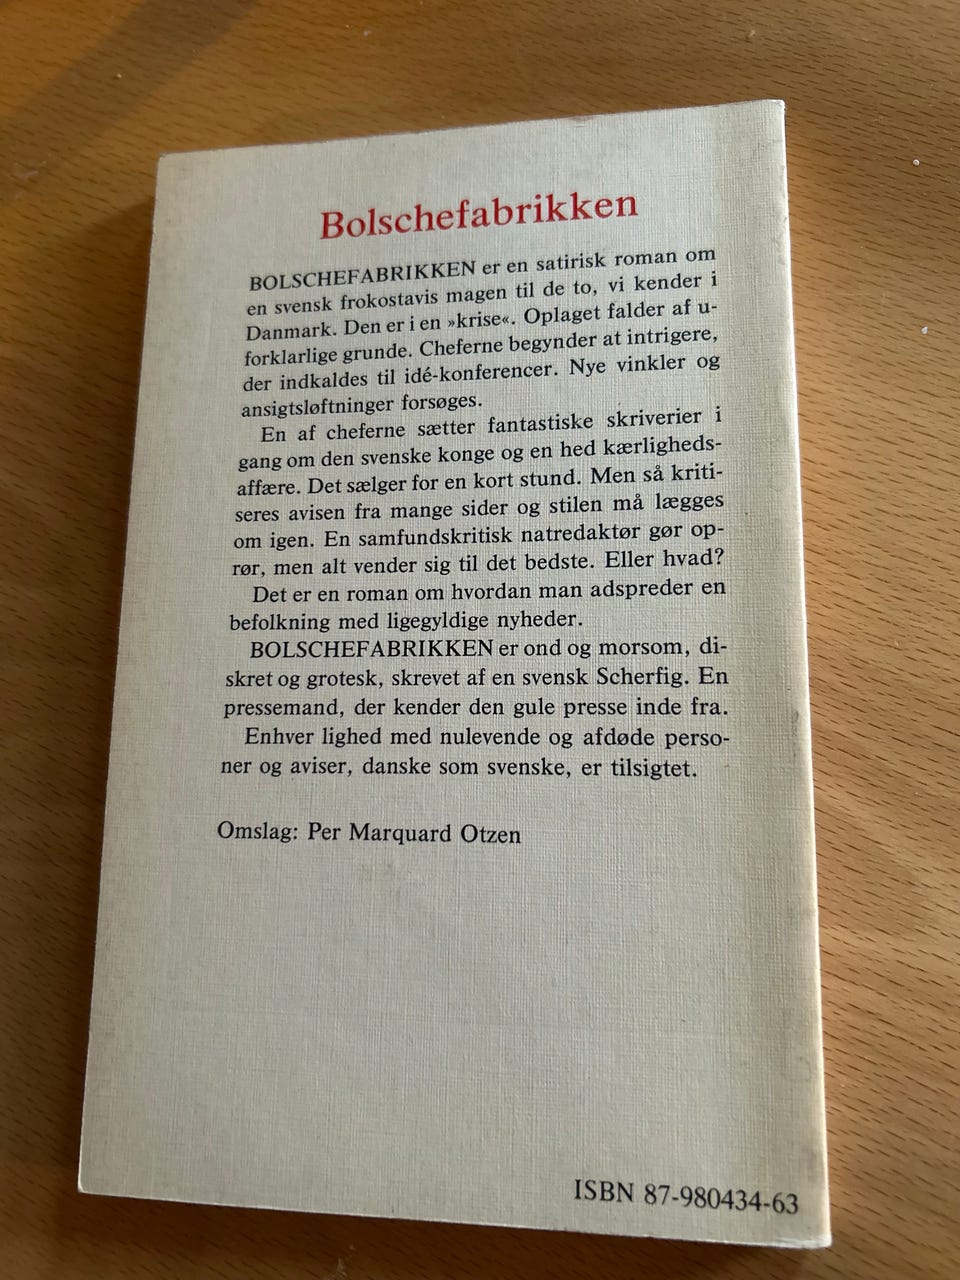 Bolschefabrikken
BOLSCHEFABRIKKEN er en satirisk roman om
en svensk frokostavis magen til de to, vi kender i
Danmark. Den er i en »krise«. Oplaget falder af u-
forklarlige grunde. Cheferne begynder at intrigere,
der indkaldes til idé-konferencer. Nye vinkler og
ansigtsløftninger forsøges.
En af cheferne sætter fantastiske skriverier i
gang om den svenske konge og en hed kærligheds-
affære. Det sælger for en kort stund. Men så kriti-
seres avisen fra mange sider og stilen må lægges
om igen. En samfundskritisk natredaktør gør op-
rør, men alt vender sig til det bedste. Eller hvad?
Det er en roman om hvordan man adspreder en
befolkning med ligegyldige nyheder.
BOLSCHEFABRIKKEN er ond og morsom, di-
skret og grotesk, skrevet af en svensk Scherfig. En
pressemand, der kender den gule presse inde fra.
Enhver lighed med nulevende og afdøde perso-
ner og aviser, danske som svenske, er tilsigtet.
Omslag: Per Marquard Otzen
ISBN 87-980434-63